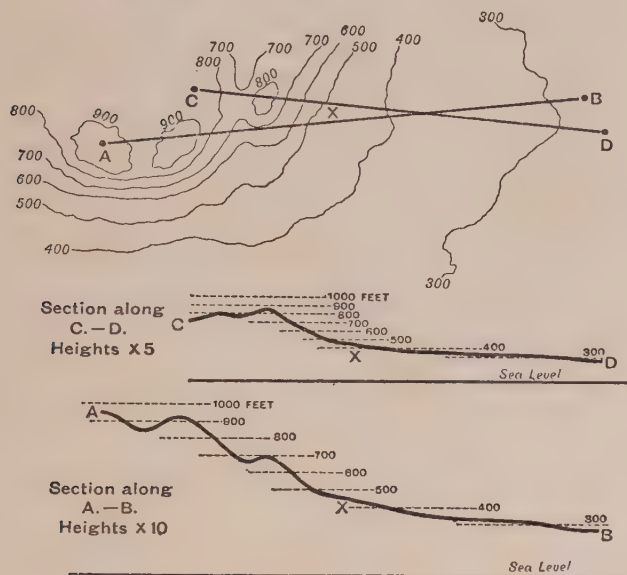 300
700
700
700
600
500
400
800
800
C
800
900
900
X
B
A
D
700
600
500
400
300
Section along
C.–D.
Heights X5
1000 FEET
900
800
700
600
500
400
300
C
X
D
Sea Level
Section along
A.–B.
Heights X10
A
1000 FEET
900
800
700
600
500
400
300
X
B
Sea Level